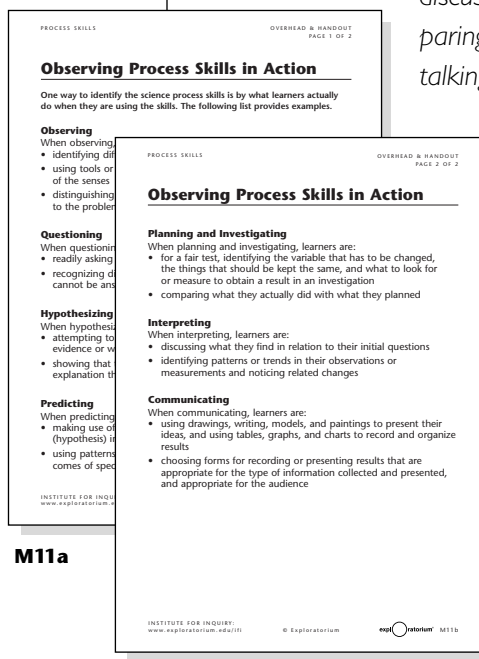 discus
paring
talking
PROCESS SKILLS
OVERHEAD & HANDOUT
PAGE 1 OF 2
Observing Process Skills in Action
One way to identify the science process skills is by what learners actually
do when they are using the skills. The following list provides examples.
Observing
When observing,
• identifying dif
• using tools or
of the senses
• distinguishing
to the problem
Questioning
When questionin
• readily asking
• recognizing di
cannot be ans
Hypothesizing
When hypothesiz
• attempting to
evidence or w
• showing that
explanation th
Predicting
When predicting
• making use of
(hypothesis) in
• using patterns
comes of spec
INSTITUTE FOR INQUI
www.exploratorium.e
M11a
PROCESS SKILLS
OVERHEAD & HANDOUT
PAGE 2 OF 2
Observing Process Skills in Action
Planning and Investigating
When planning and investigating, learners are:
• for a fair test, identifying the variable that has to be changed,
the things that should be kept the same, and what to look for
or measure to obtain a result in an investigation
• comparing what they actually did with what they planned
Interpreting
When interpreting, learners are:
• discussing what they find in relation to their initial questions
• identifying patterns or trends in their observations or
measurements and noticing related changes
Communicating
When communicating, learners are:
• using drawings, writing, models, and paintings to present their
ideas, and using tables, graphs, and charts to record and organize
results
• choosing forms for recording or presenting results that are
appropriate for the type of information collected and presented,
and appropriate for the audience
INSTITUTE FOR INQUIRY:
www.exploratorium.edu/ifi
© Exploratorium
exploratorium
M11b